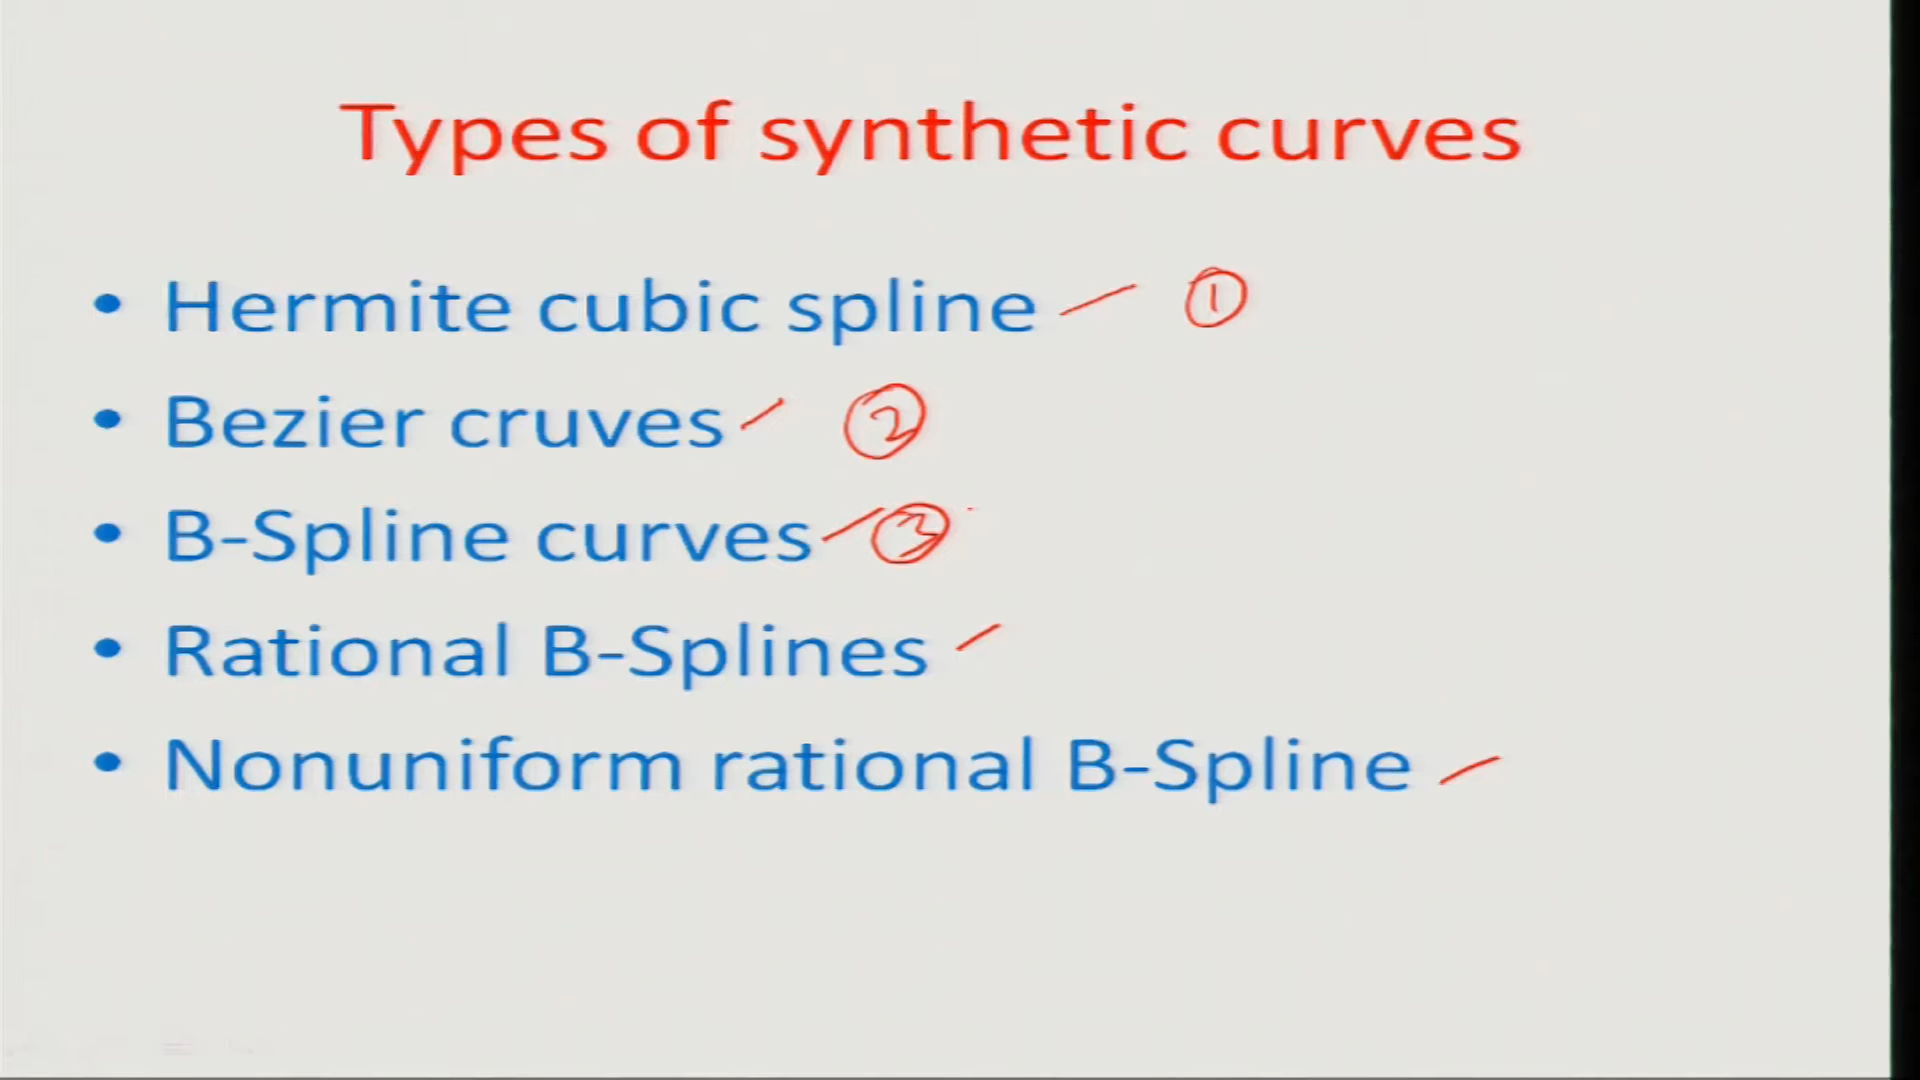 Types of synthetic curves
• Hermite cubic spline ①
• Bezier cruves ②
• B-Spline curves ③
• Rational B-Splines
• Nonuniform rational B-Spline